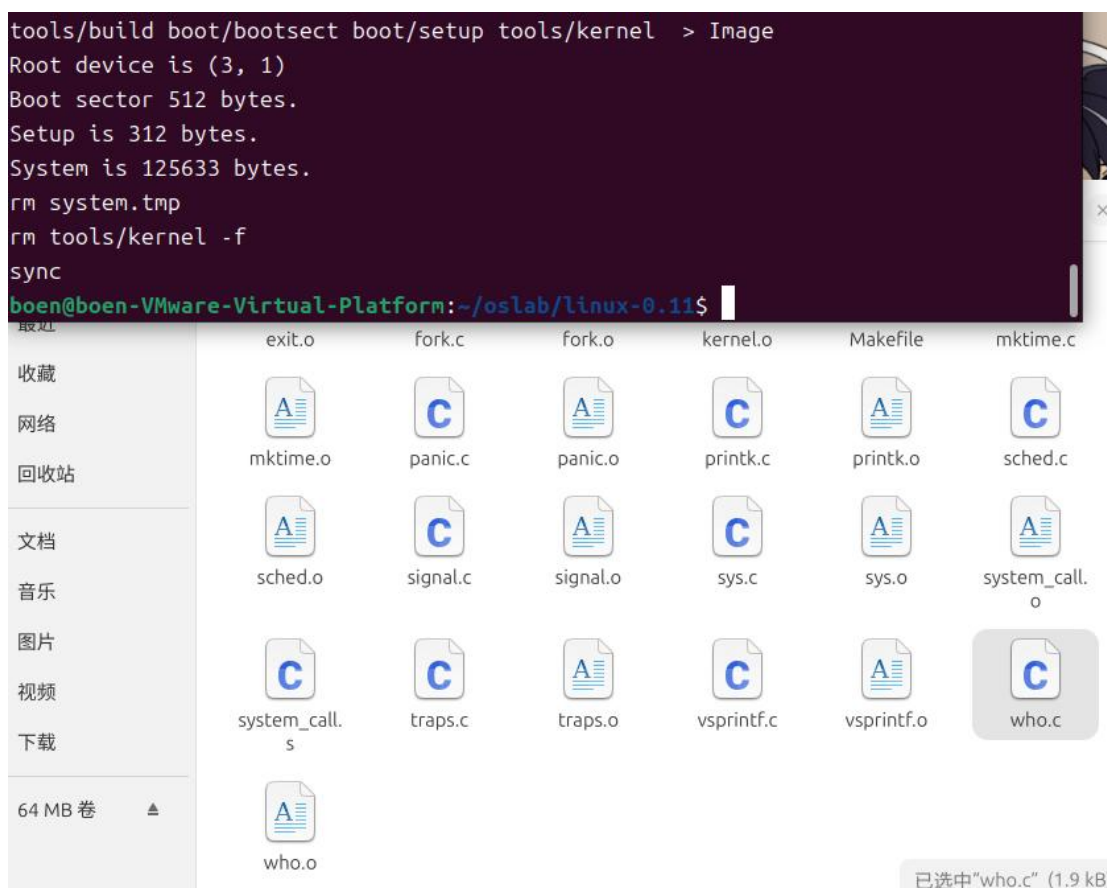 tools/build boot/bootsect boot/setup tools/kernel  > Image
Root device is (3, 1)
Boot sector 512 bytes.
Setup is 312 bytes.
System is 125633 bytes.
rm system.tmp
rm tools/kernel -f
sync
boen@boen-VMware-Virtual-Platform:~/oslab/linux-0.11$
最近
exit.o fork.c fork.o kernel.o Makefile mktime.c
收藏
网络
mktime.o panic.c panic.o printk.c printk.o sched.c
回收站
文档
sched.o signal.c signal.o sys.c sys.o system_call.
o
音乐
图片
视频
system_call.
s
traps.c traps.o vsprintf.c vsprintf.o who.c
下载
64 MB 卷
who.o
已选中"who.c" (1.9 kB